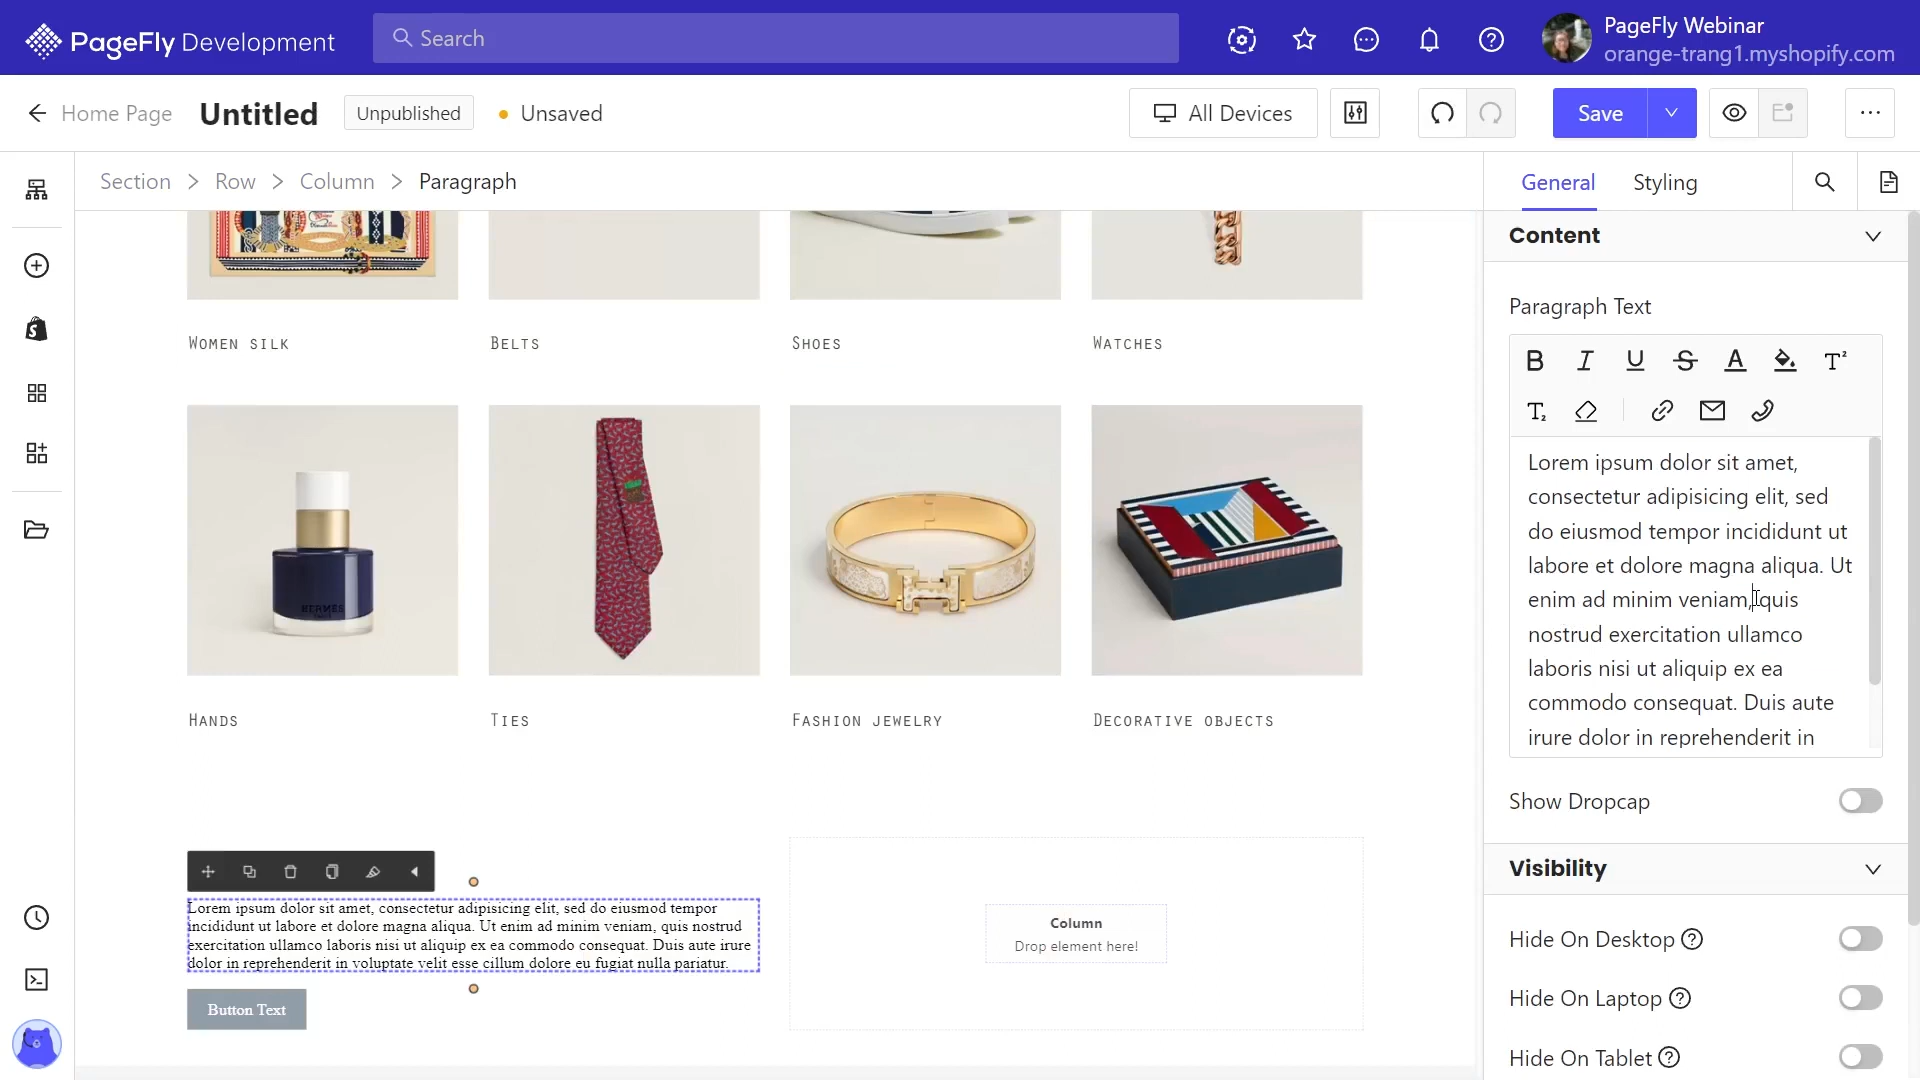 PageFly Development
Search
PageFly Webinar
orange-trang1.myshopify.com
Home Page
Untitled
Unpublished
Unsaved
All Devices
Save
Section > Row > Column > Paragraph
General
Styling
Content
Paragraph Text
Lorem ipsum dolor sit amet,
consectetur adipisicing elit, sed
do eiusmod tempor incididunt ut
labore et dolore magna aliqua. Ut
enim ad minim veniam, quis
nostrud exercitation ullamco
laboris nisi ut aliquip ex ea
commodo consequat. Duis aute
irure dolor in reprehenderit in
Show Dropcap
Visibility
Hide On Desktop
Hide On Laptop
Hide On Tablet
Women silk
Belts
Shoes
Watches
HERMES
Hands
Ties
Fashion jewelry
Decorative objects
Lorem ipsum dolor sit amet, consectetur adipisicing elit, sed do eiusmod tempor
incididunt ut labore et dolore magna aliqua. Ut enim ad minim veniam, quis nostrud
exercitation ullamco laboris nisi ut aliquip ex ea commodo consequat. Duis aute irure
dolor in reprehenderit in voluptate velit esse cillum dolore eu fugiat nulla pariatur.
Button Text
Column
Drop element here!